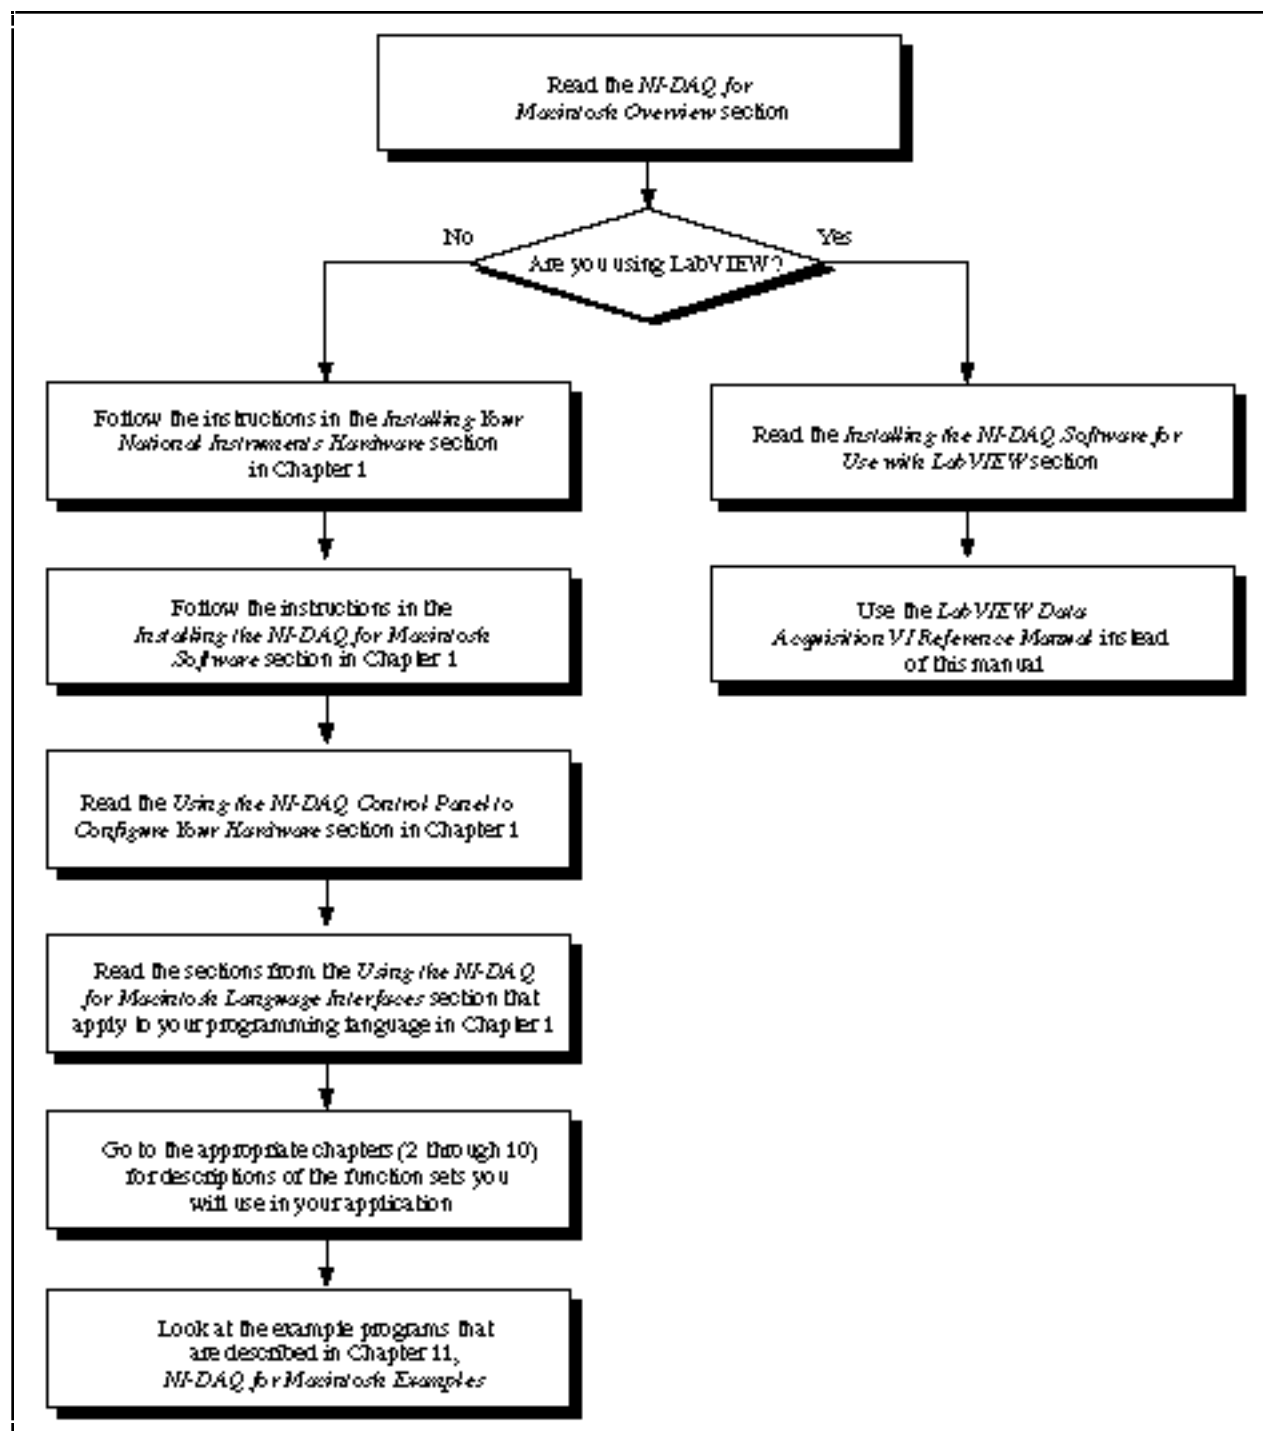 Read the NI-DAQ for
Macintosh Overview section
No
Yes
Are you using LabVIEW?
Follow the instructions in the Installing Your
National Instruments Hardware section
in Chapter 1
Read the Installing the NI-DAQ Software for
Use with LabVIEW section
Follow the instructions in the
Installing the NI-DAQ for Macintosh
Software section in Chapter 1
Use the LabVIEW Data
Acquisition VI Reference Manual instead
of this manual
Read the Using the NI-DAQ Control Panel to
Configure Your Hardware section in Chapter 1
Read the sections from the Using the NI-DAQ
for Macintosh Language Interfaces section that
apply to your programming language in Chapter 1
Go to the appropriate chapters (2 through 10)
for descriptions of the function sets you
will use in your application
Look at the example programs that
are described in Chapter 11,
NI-DAQ for Macintosh Examples